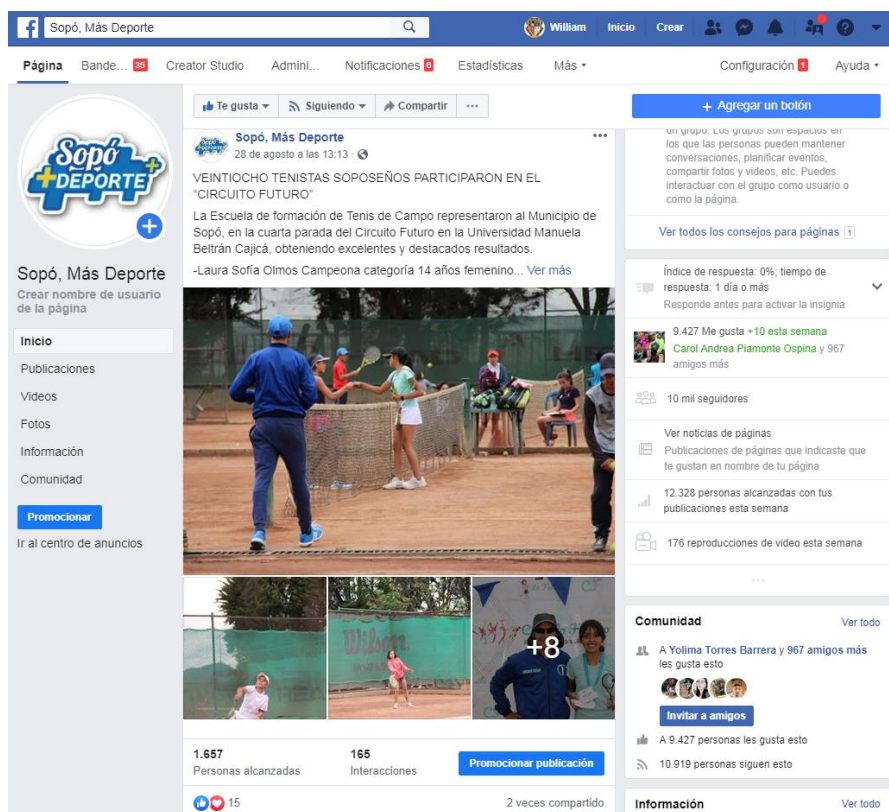 Sopó, Más Deporte
William
Inicio
Crear
Página
Bande... 35
Creator Studio
Admini...
Notificaciones 6
Estadísticas
Más
Configuración 1
Ayuda
Sopó
+DEPORTE
Sopó, Más Deporte
Crear nombre de usuario
de la página
Inicio
Publicaciones
Videos
Fotos
Información
Comunidad
Promocionar
Ir al centro de anuncios
Te gusta
Siguiendo
Compartir
Sopó, Más Deporte
28 de agosto a las 13:13
VEINTIOCHO TENISTAS SOPOSEÑOS PARTICIPARON EN EL
“CIRCUITO FUTURO”
La Escuela de formación de Tenis de Campo representaron al Municipio de
Sopó, en la cuarta parada del Circuito Futuro en la Universidad Manuela
Beltrán Cajicá, obteniendo excelentes y destacados resultados.
-Laura Sofía Olmos Campeona categoría 14 años femenino... Ver más
Wilson
+8
1.657
Personas alcanzadas
165
Interacciones
Promocionar publicación
15
2 veces compartido
+ Agregar un botón
un grupo. Los grupos son espacios en
los que las personas pueden mantener
conversaciones, planificar eventos,
compartir fotos y videos, etc. Puedes
interactuar con el grupo como usuario o
como la página.
Ver todos los consejos para páginas 1
Índice de respuesta: 0%; tiempo de
respuesta: 1 día o más
Responde antes para activar la insignia
9.427 Me gusta +10 esta semana
Carol Andrea Piamonte Ospina y 967
amigos más
10 mil seguidores
Ver noticias de páginas
Publicaciones de páginas que indicaste que
te gustan en nombre de tu página
12.328 personas alcanzadas con tus
publicaciones esta semana
176 reproducciones de video esta semana
Comunidad
Ver todo
A Yolima Torres Barrera y 967 amigos más
les gusta esto
Invitar a amigos
A 9.427 personas les gusta esto
10.919 personas siguen esto
Información
Ver todo